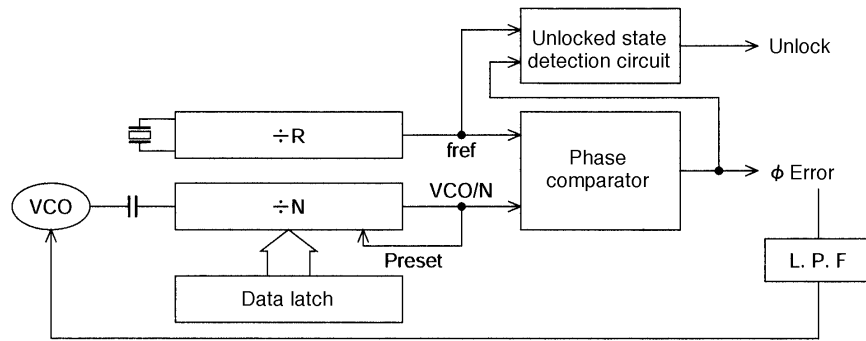 Unlocked state
detection circuit
Unlock
÷R
fref
Phase
comparator
ϕ Error
VCO
÷N
VCO/N
Preset
Data latch
L. P. F